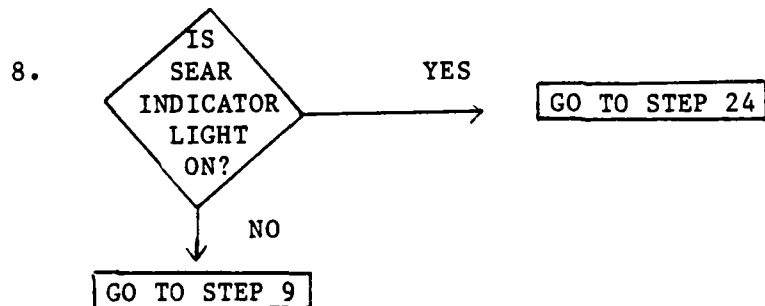 8.
IS
SEAR
INDICATOR
LIGHT
ON?
YES
GO TO STEP 24
NO
GO TO STEP 9